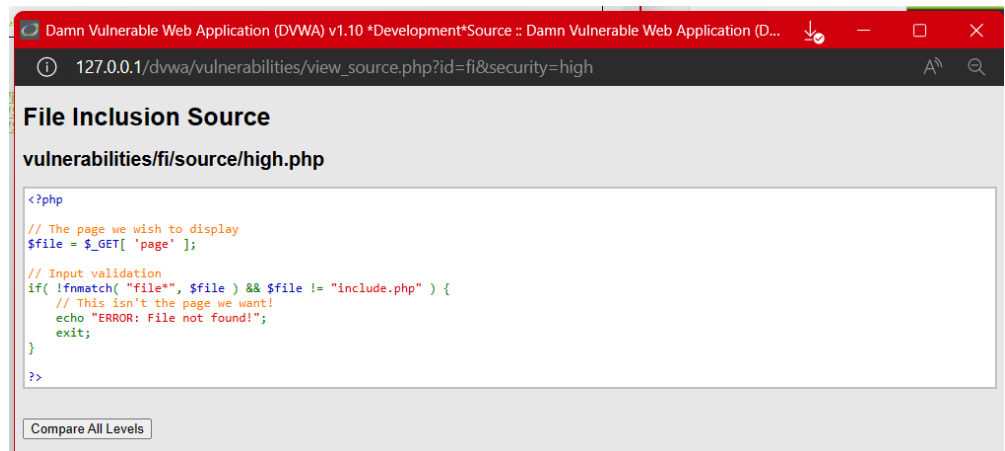 Damn Vulnerable Web Application (DVWA) v1.10 *Development*Source :: Damn Vulnerable Web Application (D...
127.0.0.1/dvwa/vulnerabilities/view_source.php?id=fi&security=high
File Inclusion Source
vulnerabilities/fi/source/high.php
<?php
// The page we wish to display
$file = $_GET[ 'page' ];
// Input validation
if( !fnmatch( "file*", $file ) && $file != "include.php" ) {
// This isn't the page we want!
echo "ERROR: File not found!";
exit;
}
?>
Compare All Levels